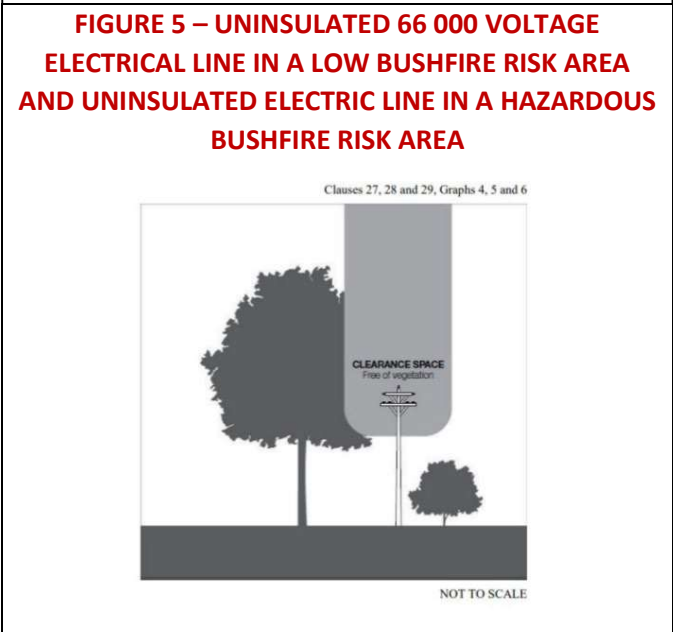 FIGURE 5 – UNINSULATED 66 000 VOLTAGE
ELECTRICAL LINE IN A LOW BUSHFIRE RISK AREA
AND UNINSULATED ELECTRIC LINE IN A HAZARDOUS
BUSHFIRE RISK AREA
Clauses 27, 28 and 29, Graphs 4, 5 and 6
CLEARANCE SPACE
Free of vegetation
NOT TO SCALE